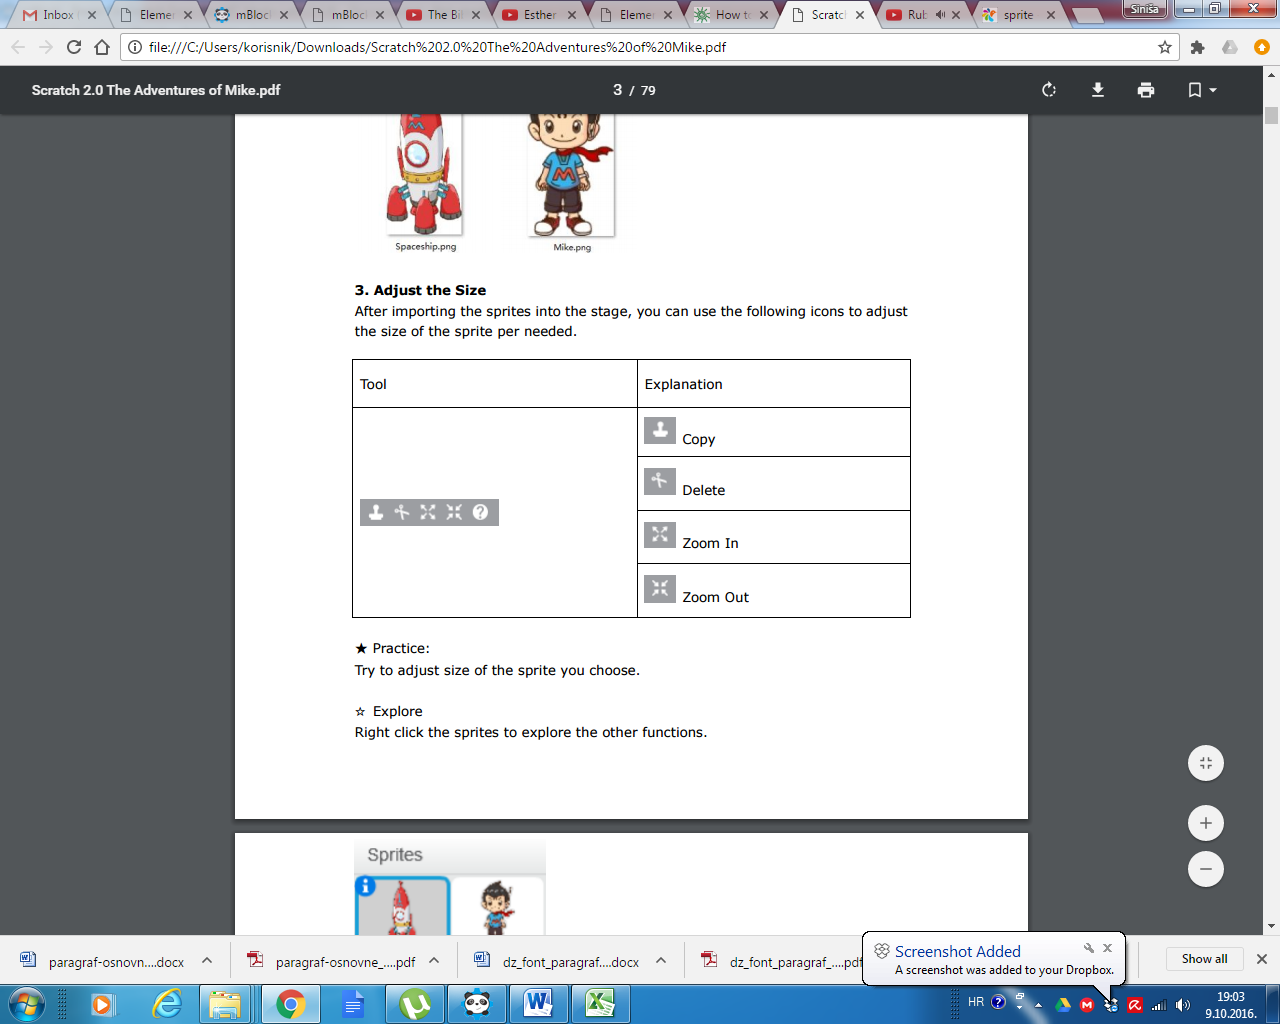 Sinisa
Inbox
Elemen
mBlock
mBlock
The Bi
Esther
Elemen
How to
Scratch
Rub
sprite
file:///C:/Users/korisnik/Downloads/Scratch%202.0%20The%20Adventures%20of%20Mike.pdf
Scratch 2.0 The Adventures of Mike.pdf
3 / 79
M
M
Spaceship.png
Mike.png
3. Adjust the Size
After importing the sprites into the stage, you can use the following icons to adjust
the size of the sprite per needed.
Tool
Explanation
Copy
Delete
Zoom In
Zoom Out
★ Practice:
Try to adjust size of the sprite you choose.
☆ Explore
Right click the sprites to explore the other functions.
Sprites
paragraf-osnovn....docx
paragraf-osnovne_....pdf
dz_font_paragraf....docx
dz_font_paragraf_....pdf
Screenshot Added
A screenshot was added to your Dropbox.
Show all
HR
19:03
9.10.2016.